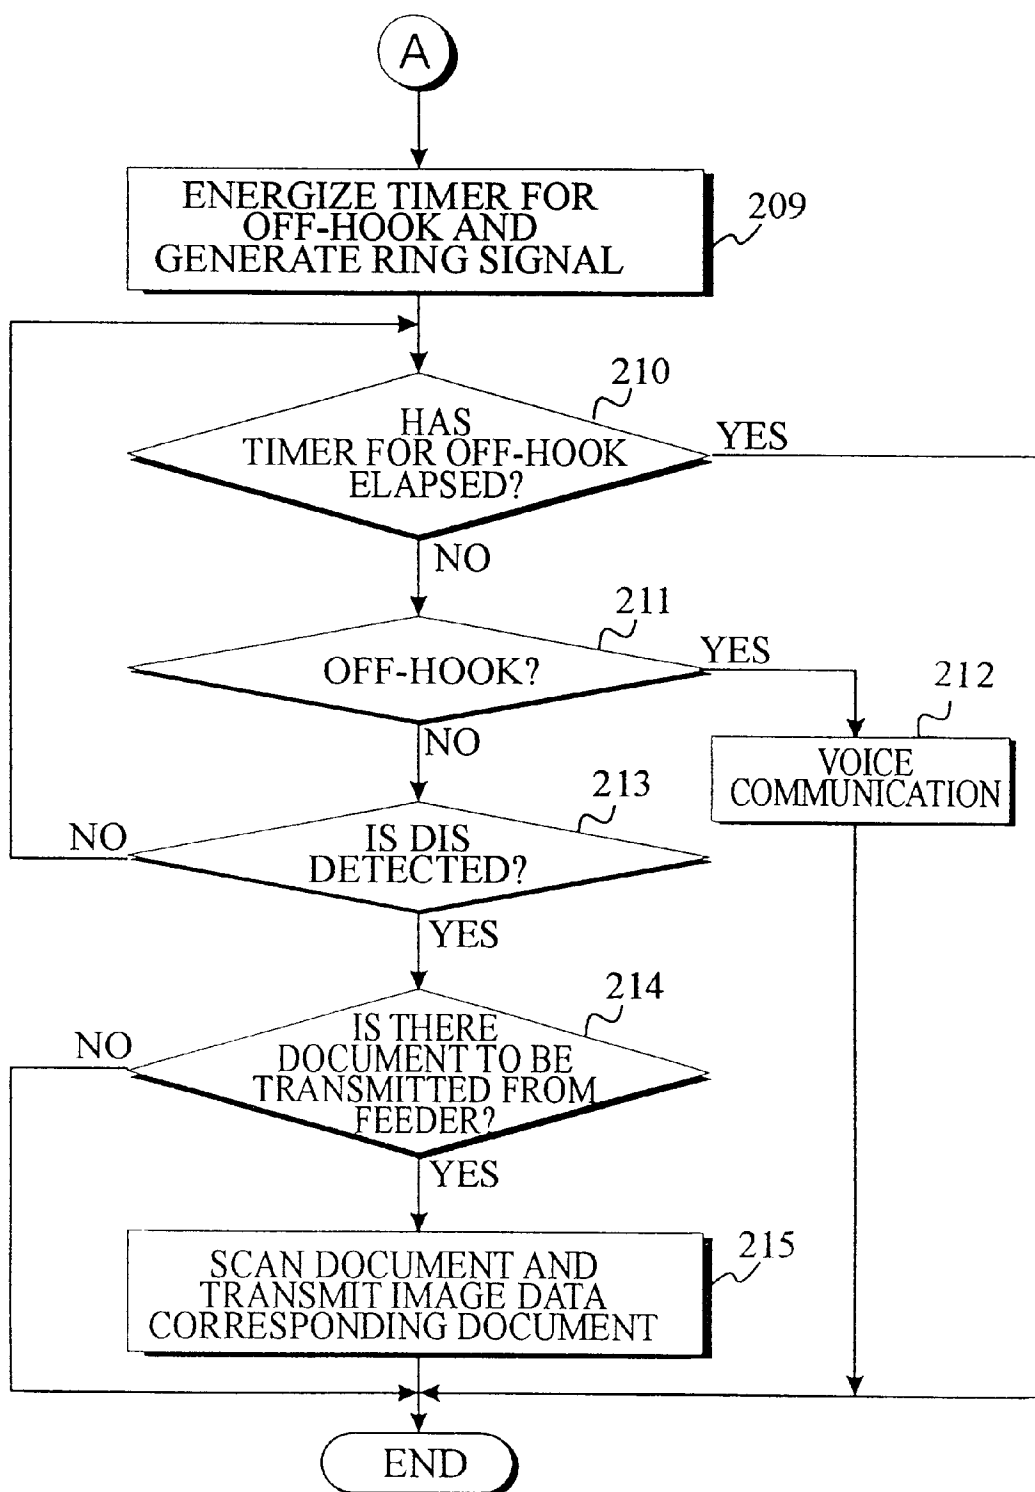 A
ENERGIZE TIMER FOR
OFF-HOOK AND
GENERATE RING SIGNAL
209
210
HAS
TIMER FOR OFF-HOOK
ELAPSED?
YES
NO
211
OFF-HOOK?
YES
212
NO
VOICE
COMMUNICATION
213
NO
IS DIS
DETECTED?
YES
214
NO
IS THERE
DOCUMENT TO BE
TRANSMITTED FROM
FEEDER?
YES
215
SCAN DOCUMENT AND
TRANSMIT IMAGE DATA
CORRESPONDING DOCUMENT
END